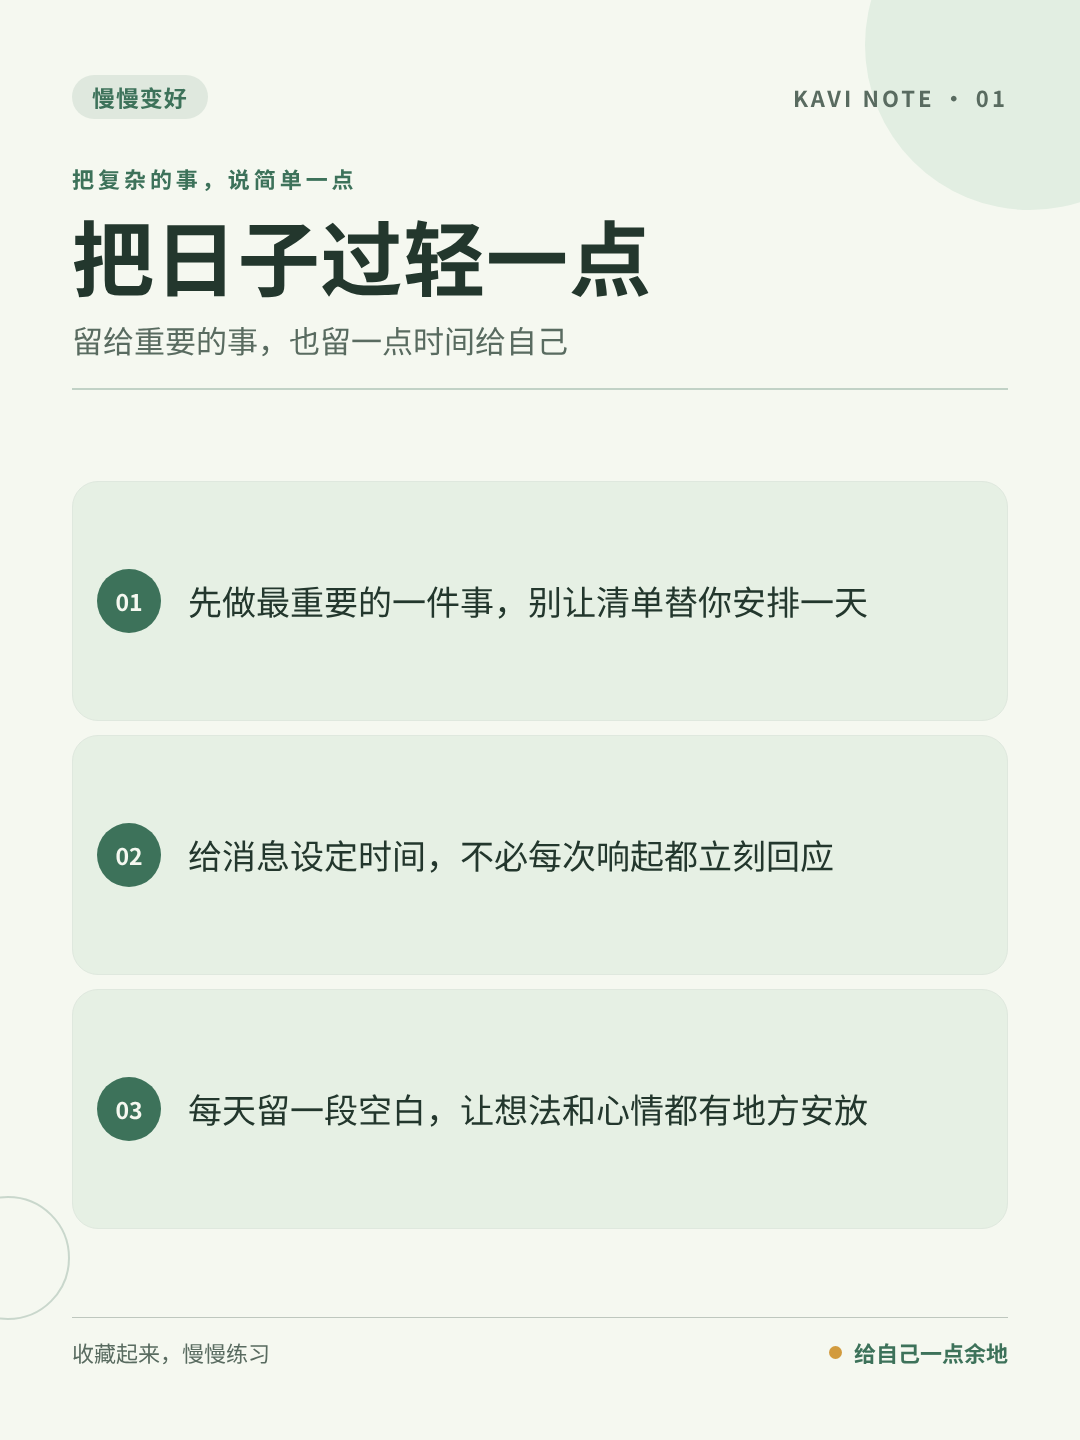 慢慢变好
KAVI NOTE · 01
把复杂的事，说简单一点
把日子过轻一点
留给重要的事，也留一点时间给自己
01 先做最重要的一件事，别让清单替你安排一天
02 给消息设定时间，不必每次响起都立刻回应
03 每天留一段空白，让想法和心情都有地方安放
收藏起来，慢慢练习
给自己一点余地